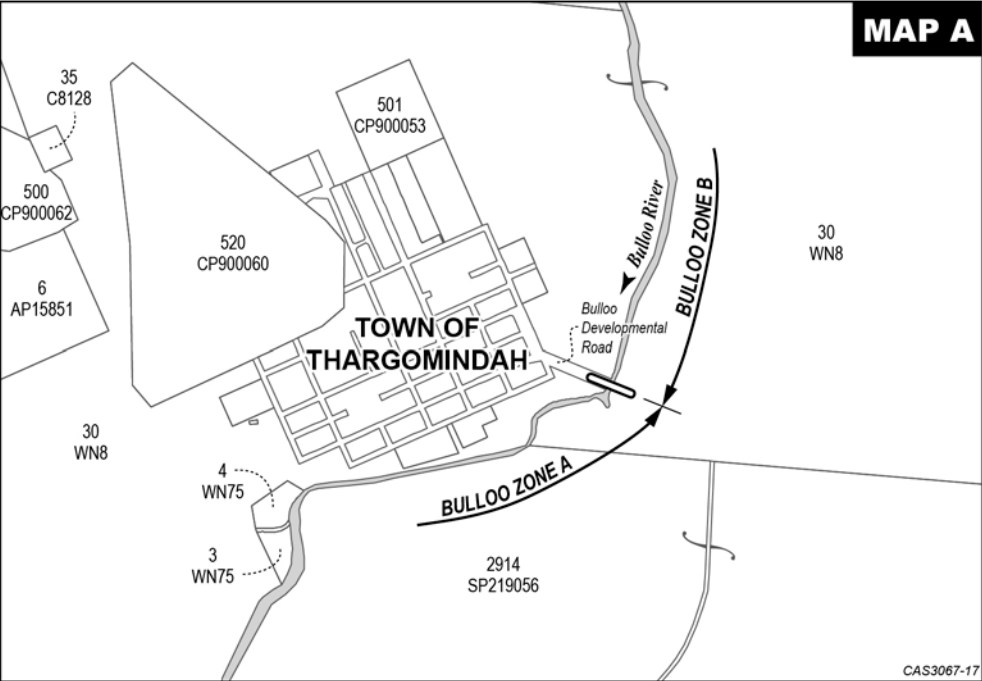 MAP A
35
C8128
501
CP900053
500
CP900062
520
CP900060
6
AP15851
Bulloo River
BULLOO ZONE B
30
WN8
Bulloo
Developmental
Road
TOWN OF
THARGOMINDAH
30
WN8
4
WN75
BULLOO ZONE A
3
WN75
2914
SP219056
CAS3067-17